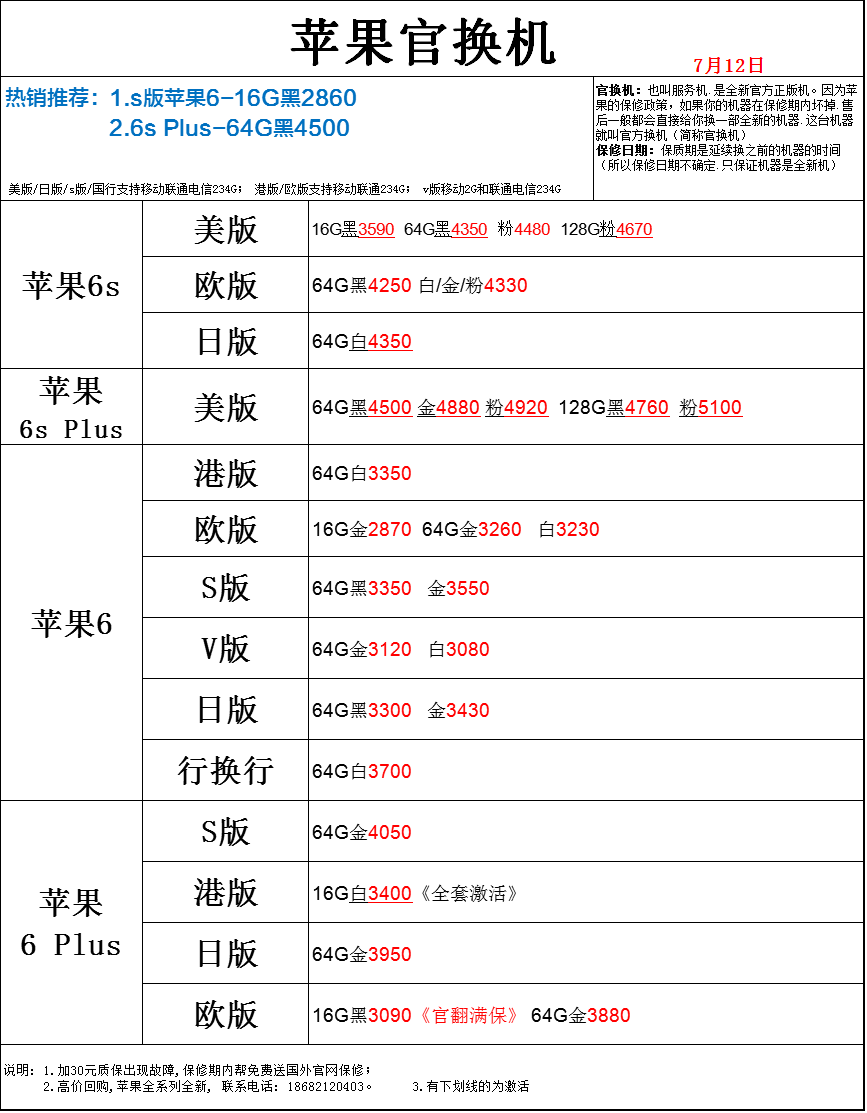 苹果官换机
7月12日
热销推荐：1.s版苹果6-16G黑2860
2.6s Plus-64G黑4500
美版/日版/s版/国行支持移动联通电信234G； 港版/欧版支持移动联通234G； v版移动2G和联通电信234G
官换机：也叫服务机.是全新官方正版机。因为苹
果的保修政策，如果你的机器在保修期内坏掉.售
后一般都会直接给你换一部全新的机器.这台机器
就叫官方换机（简称官换机）
保修日期：保质期是延续换之前的机器的时间
（所以保修日期不确定.只保证机器是全新机）
苹果6s
美版 16G黑3590 64G黑4350 粉4480 128G粉4670
欧版 64G黑4250 白/金/粉4330
日版 64G白4350
苹果
6s Plus
美版 64G黑4500 金4880 粉4920 128G黑4760 粉5100
苹果6
港版 64G白3350
欧版 16G金2870 64G金3260 白3230
S版 64G黑3350 金3550
V版 64G金3120 白3080
日版 64G黑3300 金3430
行换行 64G白3700
苹果
6 Plus
S版 64G金4050
港版 16G白3400《全套激活》
日版 64G金3950
欧版 16G黑3090《官翻满保》 64G金3880
说明：1.加30元质保出现故障,保修期内帮免费送国外官网保修；
2.高价回购,苹果全系列全新， 联系电话：18682120403。 3.有下划线的为激活